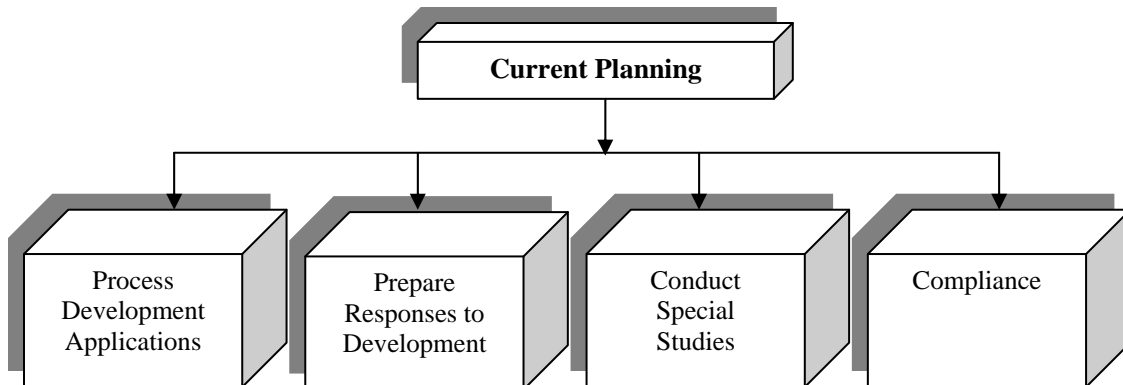 Current Planning
Process
Development
Applications
Prepare
Responses to
Development
Conduct
Special
Studies
Compliance